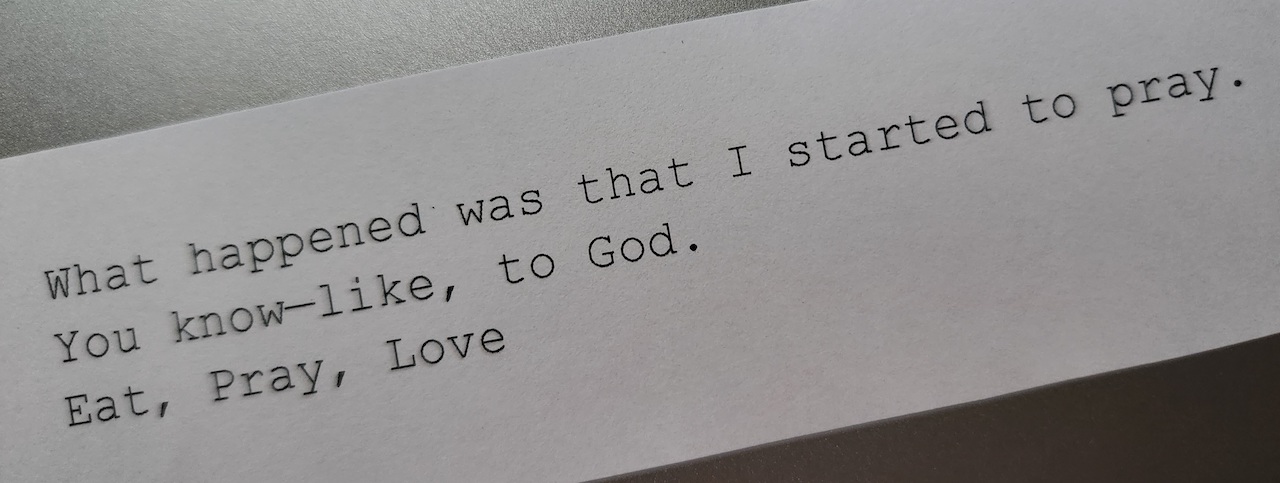 What happened was that I started to pray.
You know—like, to God.
Eat, Pray, Love